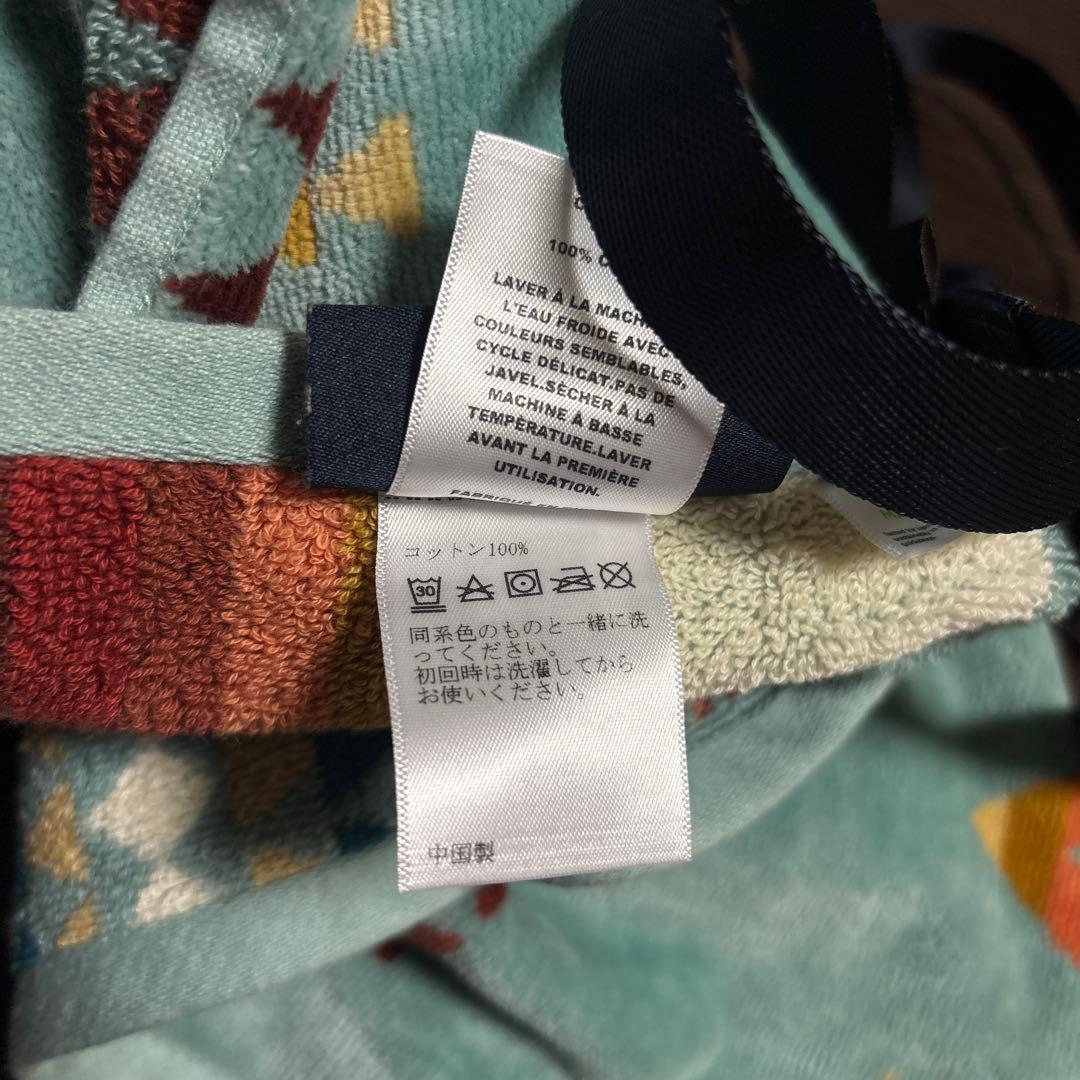 100%
LAVER À LA
L'EAU FROIDE AVEC
COULEURS SEMBLABLES,
CYCLE DÉLICAT.PAS DE
JAVEL.SÉCHER À LA
MACHINE À BASSE
TEMPÉRATURE.LAVER
AVANT LA PREMIÈRE
UTILISATION.
FABRIQUÉ EN
コットン100%
30
同系色のものと一緒に洗
ってください。
初回時は洗濯してから
お使いください。
中国製